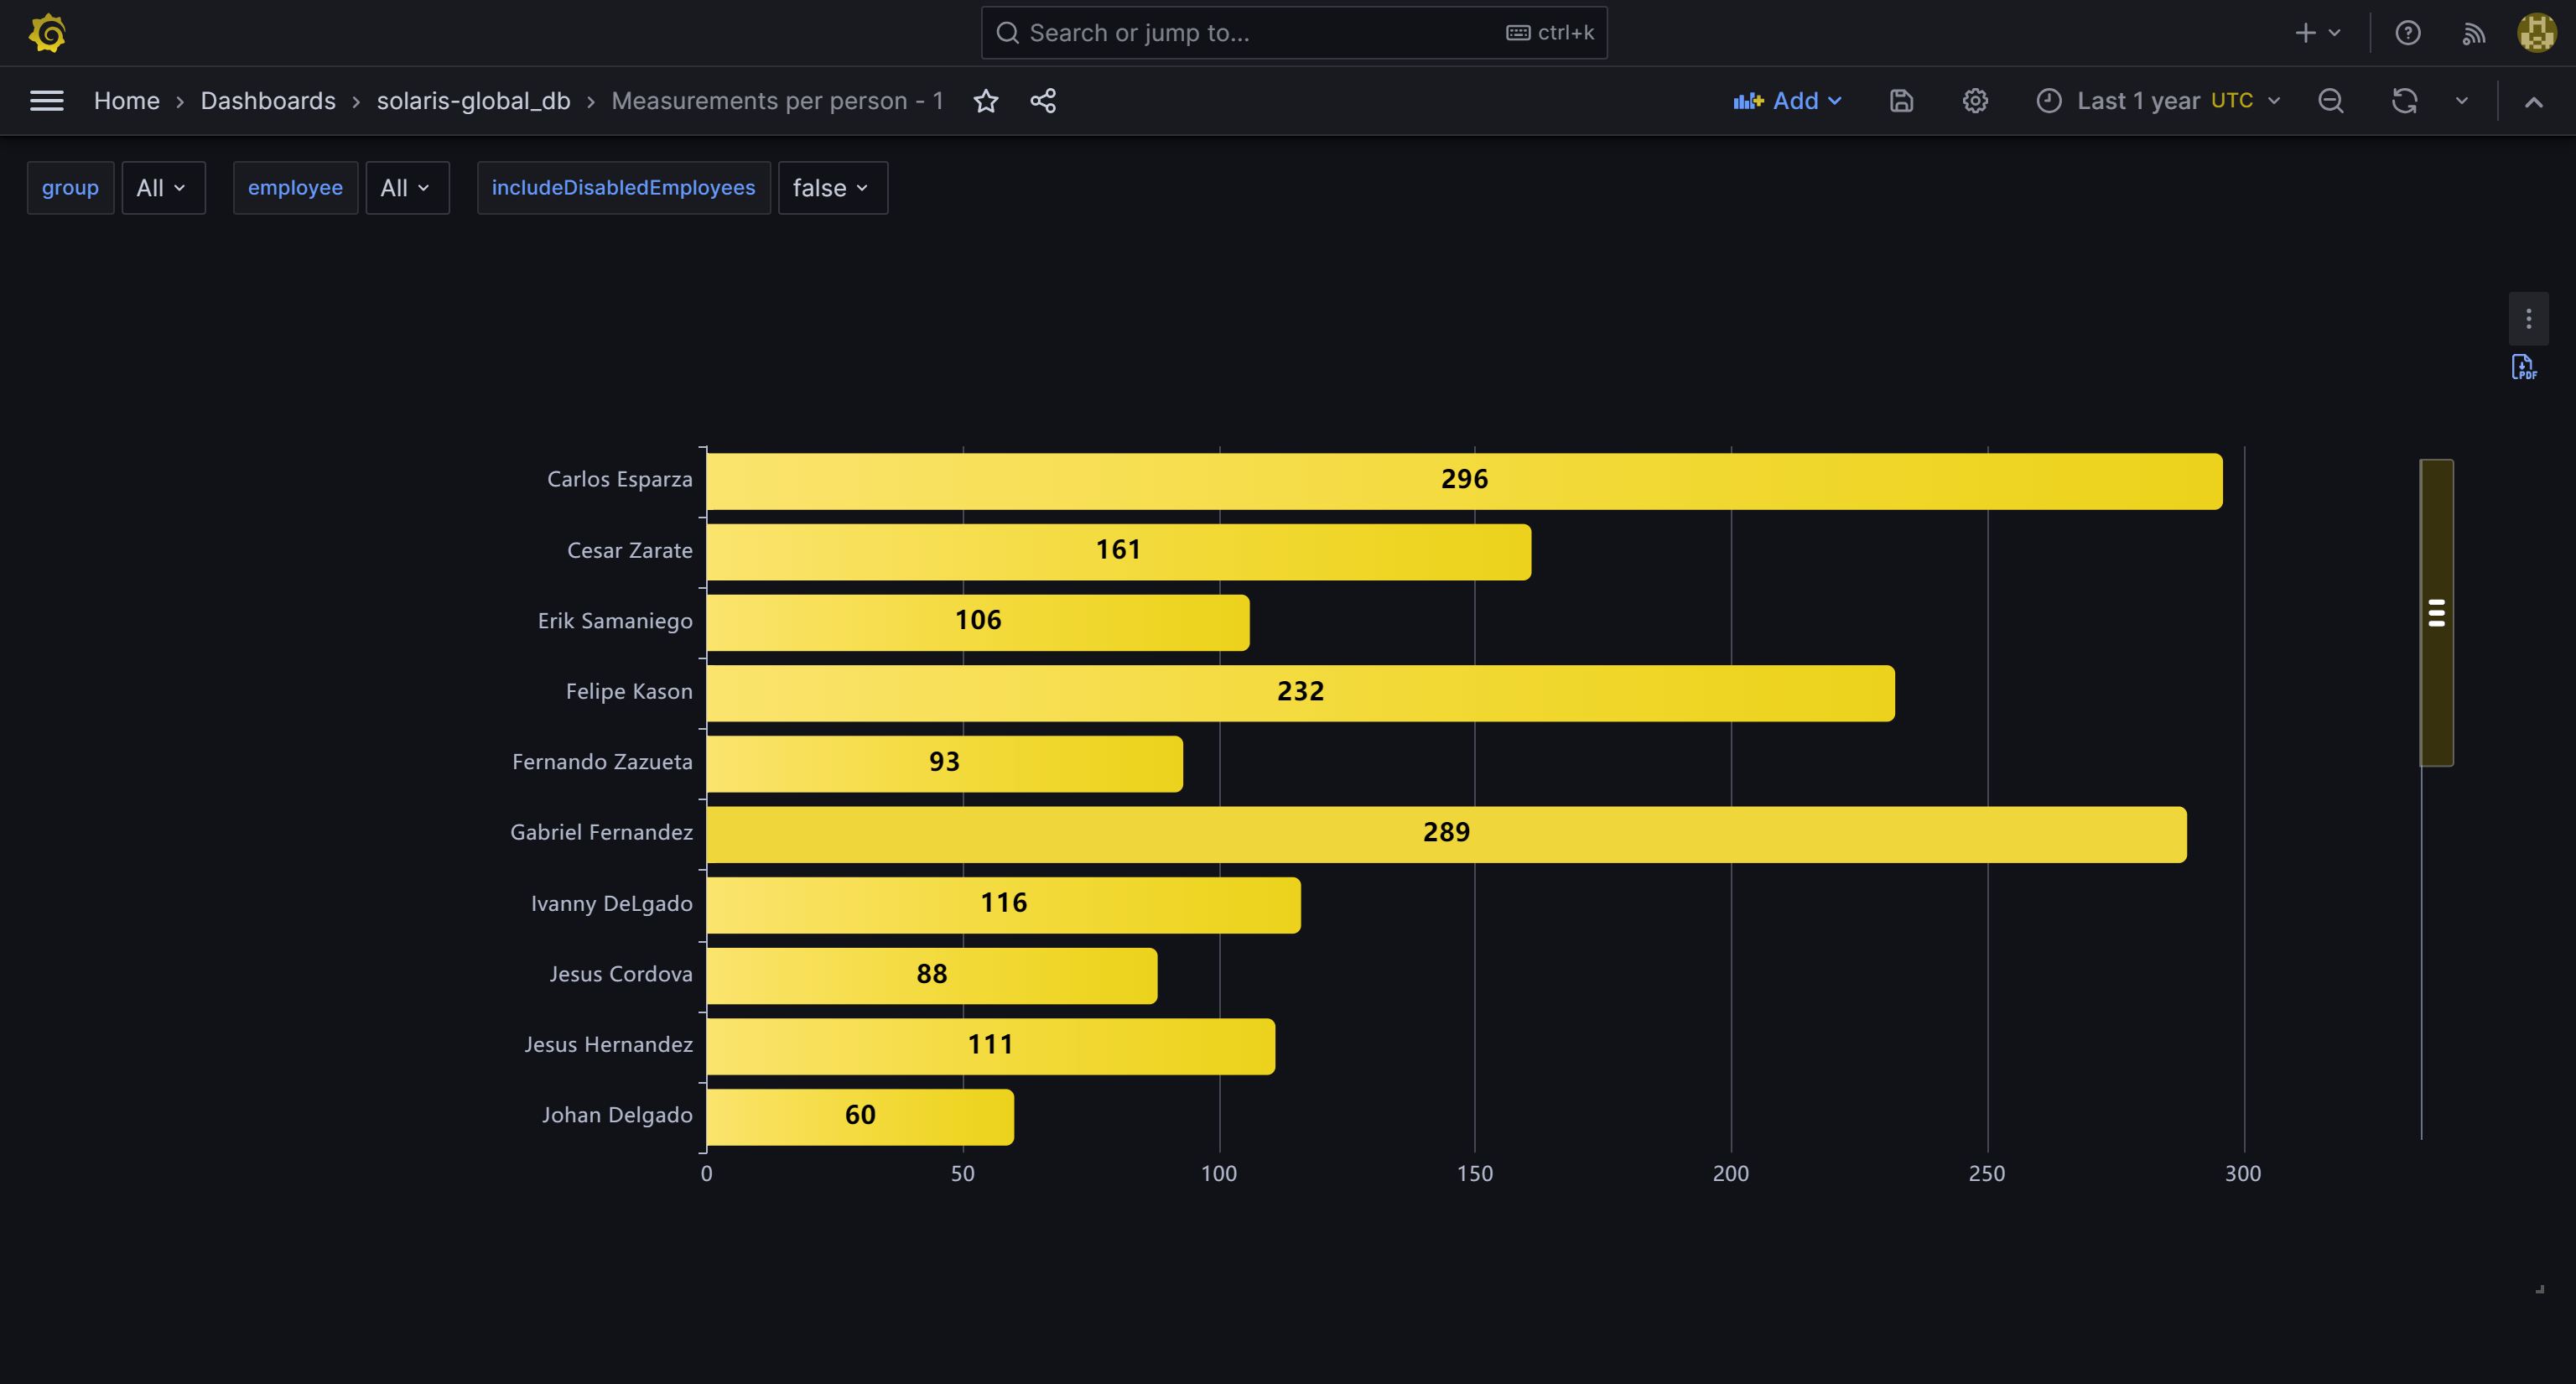 Search or jump to... ctrl+k
Home › Dashboards › solaris-global_db › Measurements per person - 1 Add Last 1 year UTC
group All employee All includeDisabledEmployees false
PDF
Carlos Esparza 296
Cesar Zarate 161
Erik Samaniego 106
Felipe Kason 232
Fernando Zazueta 93
Gabriel Fernandez 289
Ivanny DeLgado 116
Jesus Cordova 88
Jesus Hernandez 111
Johan Delgado 60
0 50 100 150 200 250 300